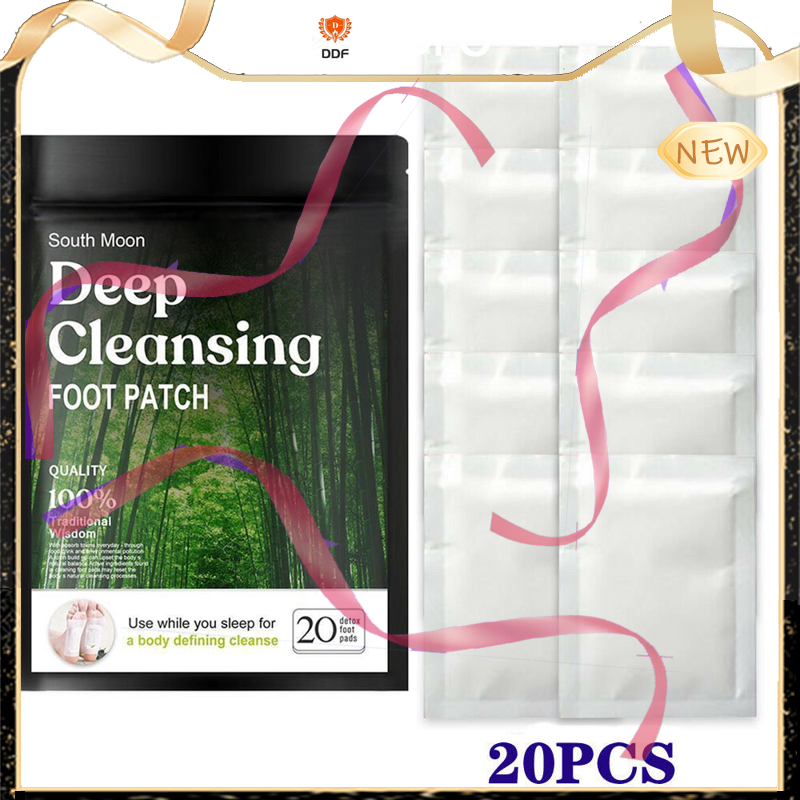 DDF
NEW
South Moon
Deep
Cleansing
FOOT PATCH
QUALITY
100%
Traditional
Wisdom
Use while you sleep for
a body defining cleanse
20
detox
foot
pads
20PCS